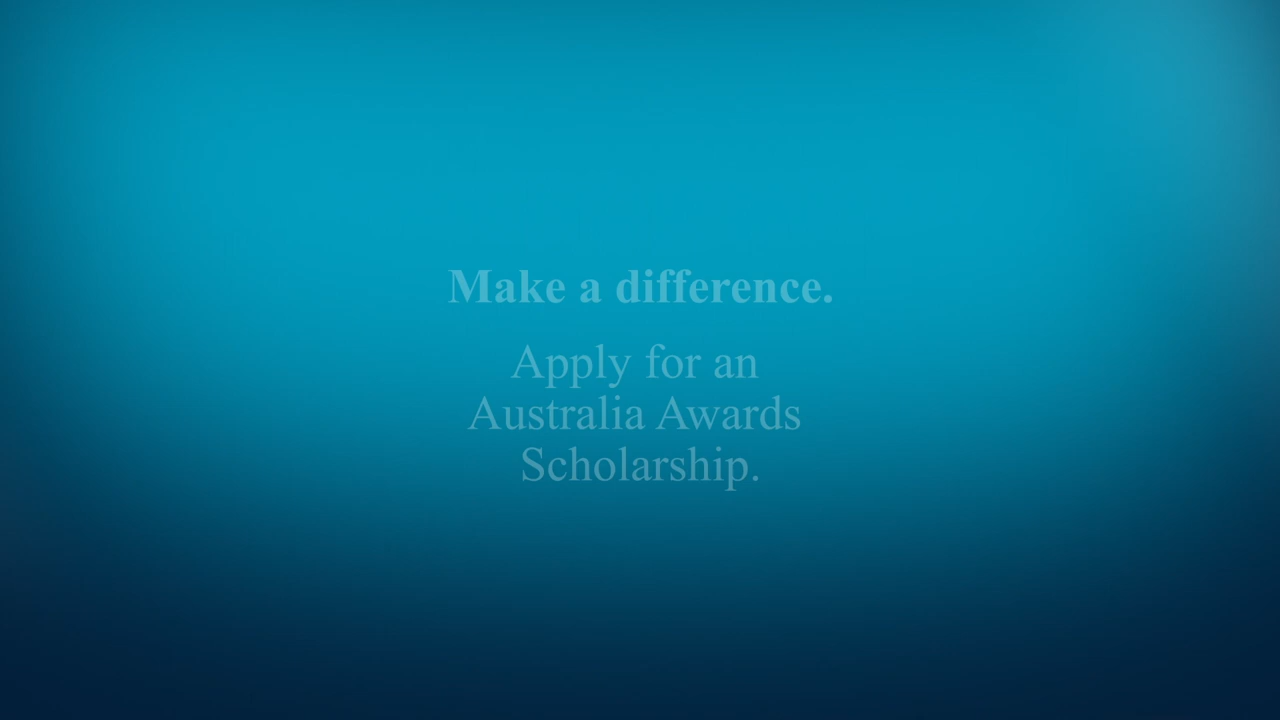 Make a difference.
Apply for an
Australia Awards
Scholarship.